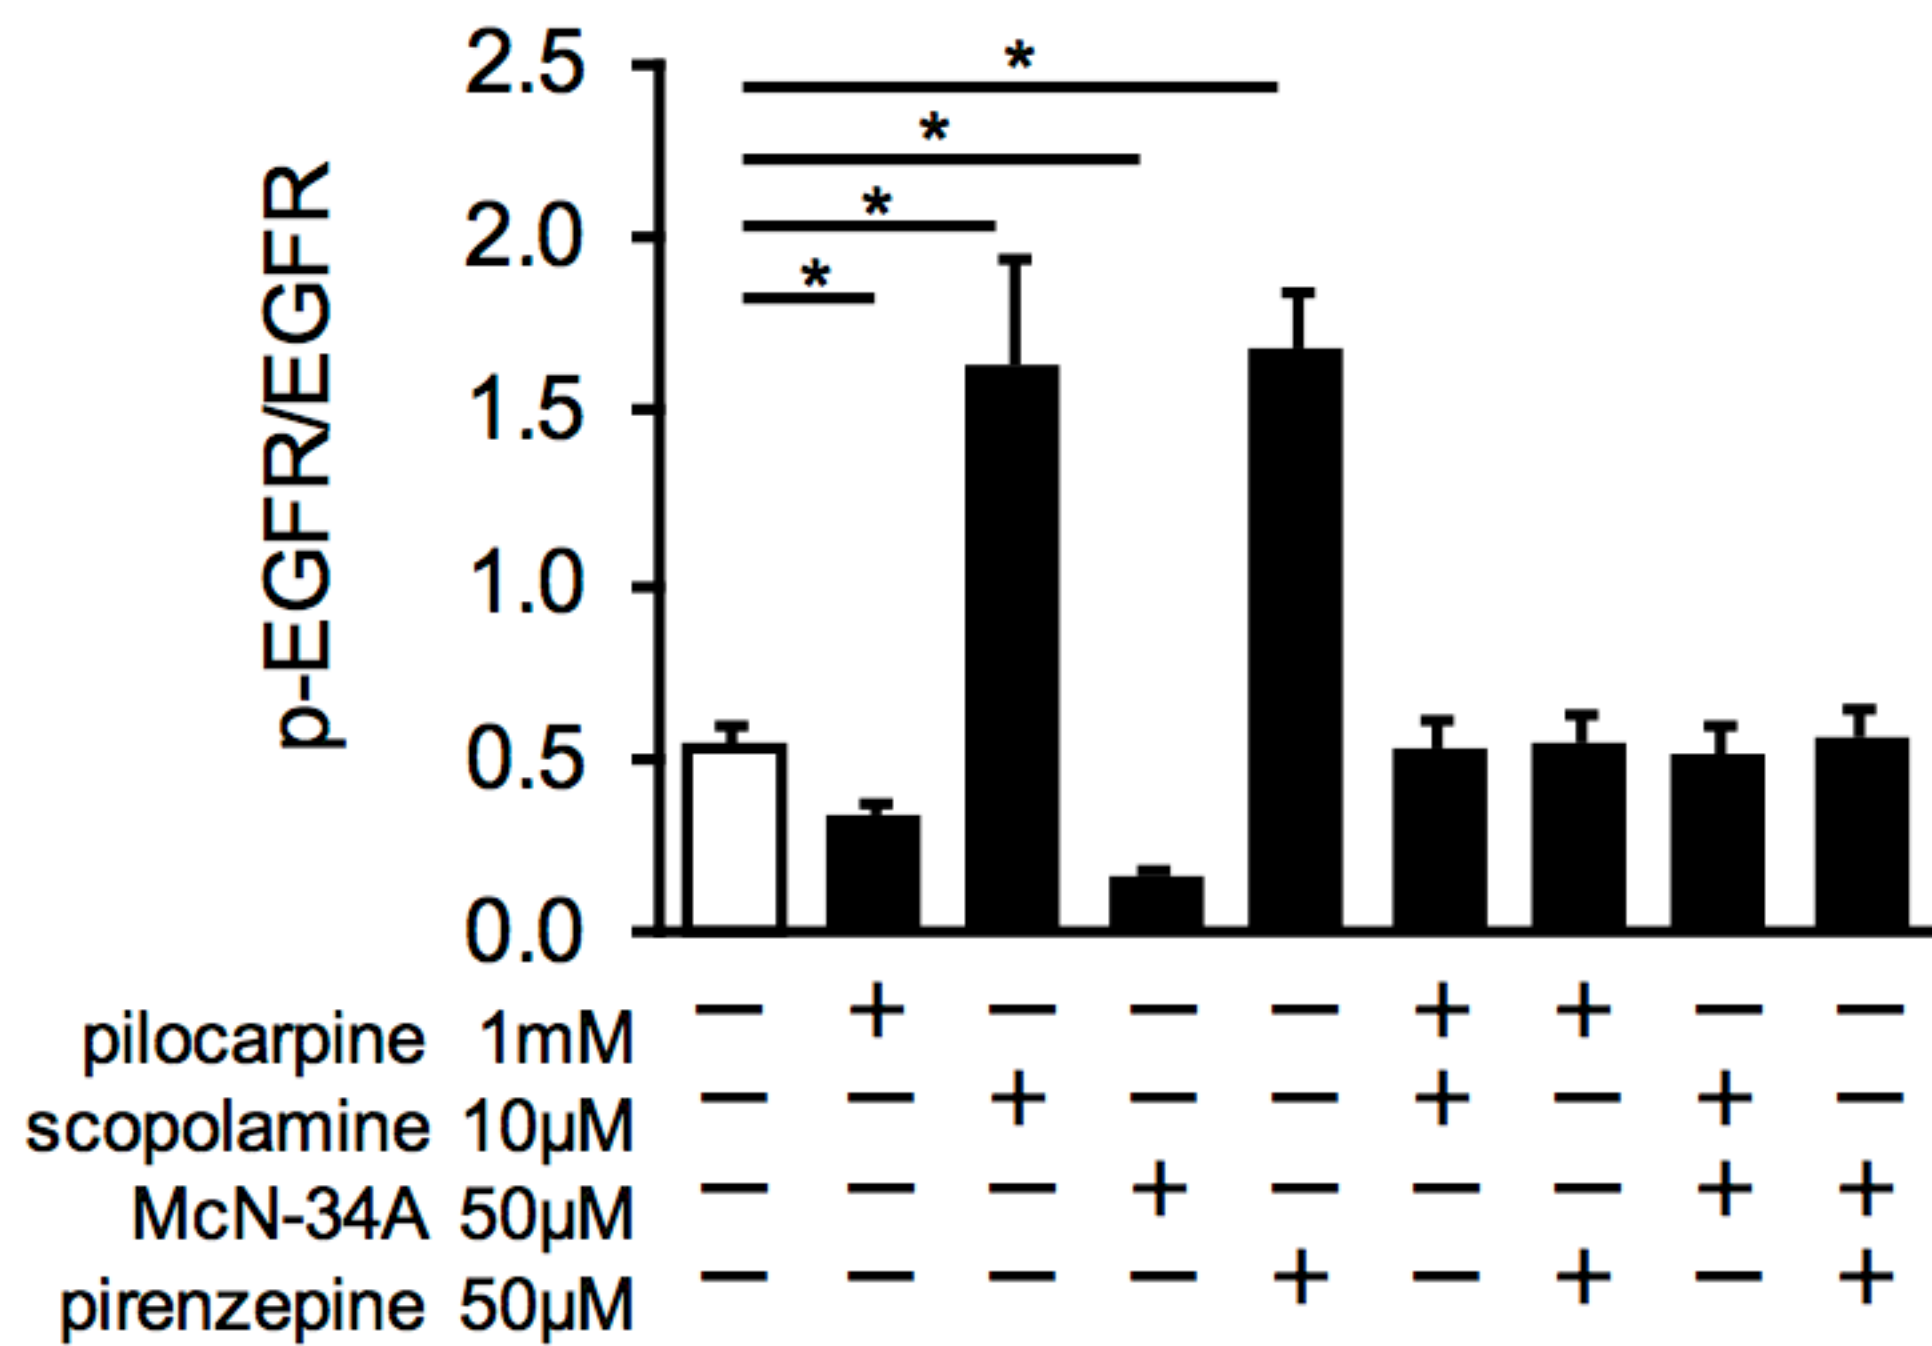 p-EGFR/EGFR
2.5
2.0
1.5
1.0
0.5
0.0
* 
*
*
*
pilocarpine 1mM − + − − − + + − −
scopolamine 10µM − − + − − + − + −
McN-34A 50µM − − − + − − − + +
pirenzepine 50µM − − − − + − + − +